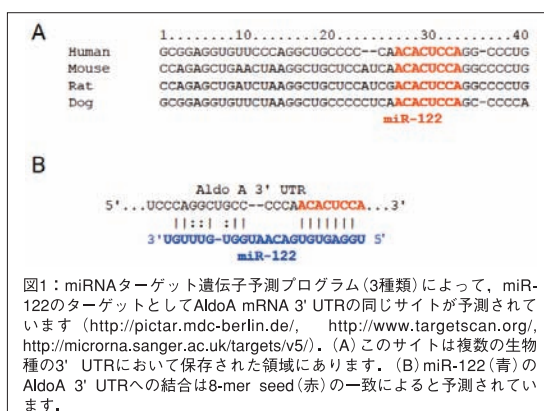 A
1........10........20........30........40
Human GCGGAGGUGUUCCCAGGCUGCCCC--CAACACUCCAGG-CCCUG
Mouse CCAGAGCUGAACUAAGGCUGCUCCAUCAACACUCCAGGCCCCUG
Rat CCAGAGCUGAUCUAAGGCUGCUCCAUCGACACUCCAGGCCCCUG
Dog GCGGAGGUGUUCUAAGGCUGCCCCCUCAACACUCCAGC-CCCCA
miR-122
B
Aldo A 3' UTR
5'...UCCCAGGCUGCC--CCCAACACUCCA...3'
||::| :|| |||||||
3'UGUUUG-UGGUAACAGUGUGAGGU 5'
miR-122
図1：miRNAターゲット遺伝子予測プログラム(3種類)によって，miR-
122のターゲットとしてAldoA mRNA 3' UTRの同じサイトが予測されて
います（http://pictar.mdc-berlin.de/, http://www.targetscan.org/,
http://microrna.sanger.ac.uk/targets/v5/）．(A)このサイトは複数の生物
種の3' UTRにおいて保存された領域にあります．(B)miR-122(青)の
AldoA 3' UTRへの結合は8-mer seed(赤)の一致によると予測されてい
ます．